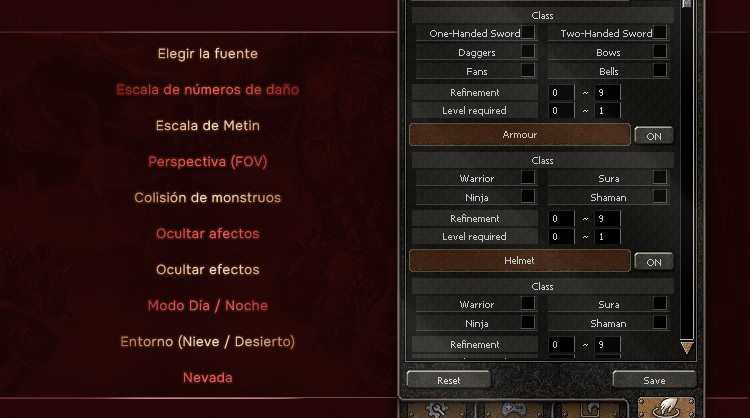 Elegir la fuente
Escala de números de daño
Escala de Metin
Perspectiva (FOV)
Colisión de monstruos
Ocultar afectos
Ocultar efectos
Modo Día / Noche
Entorno (Nieve / Desierto)
Nevada
Class
One-Handed Sword Two-Handed Sword
Daggers Bows
Fans Bells
Refinement 0 ~ 9
Level required 0 ~ 1
Armour ON
Class
Warrior Sura
Ninja Shaman
Refinement 0 ~ 9
Level required 0 ~ 1
Helmet ON
Class
Warrior Sura
Ninja Shaman
Refinement 0 ~ 9
Reset Save